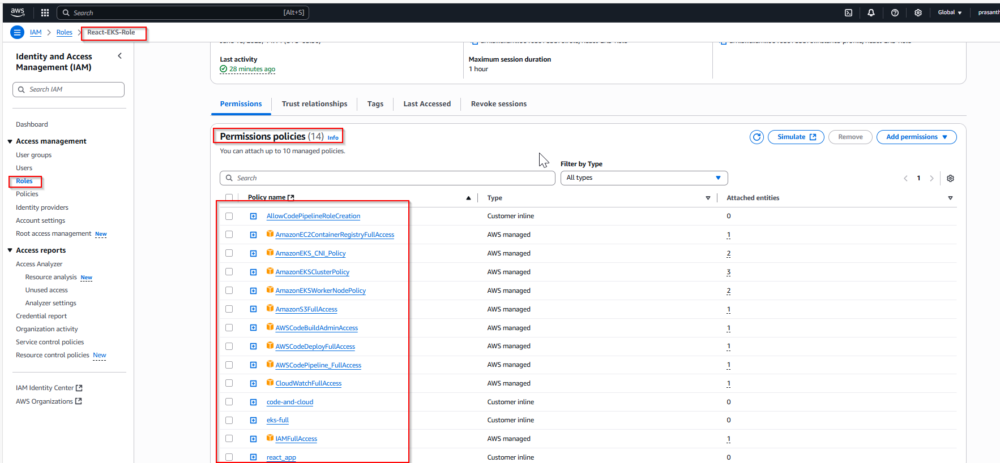 aws
Search [Alt+S]
Global
prasanth
IAM > Roles > React-EKS-Role
Identity and Access Management (IAM)
Search IAM
Dashboard
Access management
User groups
Users
Roles
Policies
Identity providers
Account settings
Root access management New
Access reports
Access Analyzer
Resource analysis New
Unused access
Analyzer settings
Credential report
Organization activity
Service control policies
Resource control policies New
IAM Identity Center
AWS Organizations
Last activity
28 minutes ago
Maximum session duration
1 hour
Permissions
Trust relationships
Tags
Last Accessed
Revoke sessions
Permissions policies (14) Info
You can attach up to 10 managed policies.
Simulate
Remove
Add permissions
Search
Filter by Type
All types
1
Policy name Type Attached entities
AllowCodePipelineRoleCreation Customer inline 0
AmazonEC2ContainerRegistryFullAccess AWS managed 1
AmazonEKS_CNI_Policy AWS managed 2
AmazonEKSClusterPolicy AWS managed 3
AmazonEKSWorkerNodePolicy AWS managed 2
AmazonS3FullAccess AWS managed 1
AWSCodeBuildAdminAccess AWS managed 1
AWSCodeDeployFullAccess AWS managed 1
AWSCodePipeline_FullAccess AWS managed 1
CloudWatchFullAccess AWS managed 1
code-and-cloud Customer inline 0
eks-full Customer inline 0
IAMFullAccess AWS managed 1
react_app Customer inline 0